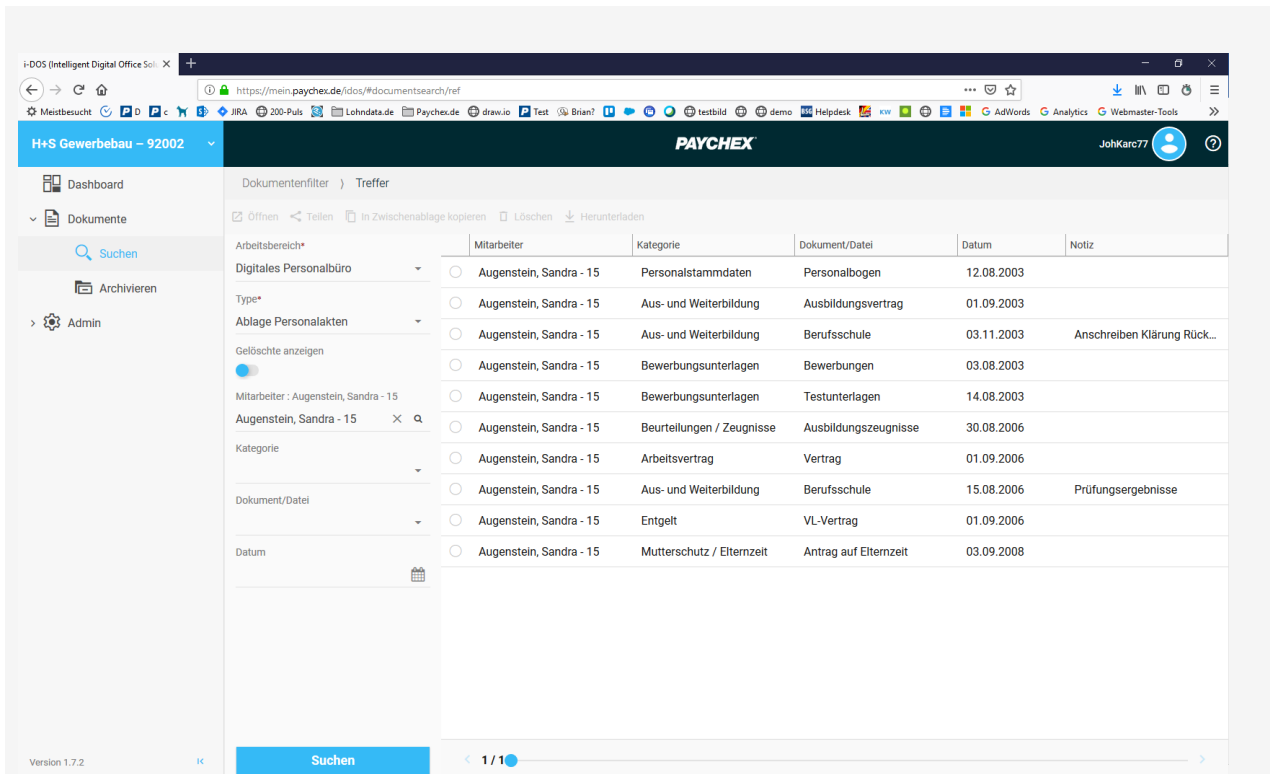 i-DOS (Intelligent Digital Office Sol
https://mein.paychex.de/idos/#documentsearch/ref
Meistbesucht D c JIRA 200-Puls Lohndata.de Paychex.de draw.io Test Brian? testbild demo BSG Helpdesk KW AdWords Analytics Webmaster-Tools
H+S Gewerbebau – 92002 PAYCHEX JohKarc77
Dashboard
Dokumente
Suchen
Archivieren
Admin
Version 1.7.2
Dokumentenfilter > Treffer
Öffnen Teilen In Zwischenablage kopieren Löschen Herunterladen
Arbeitsbereich*
Digitales Personalbüro
Type*
Ablage Personalakten
Gelöschte anzeigen
Mitarbeiter : Augenstein, Sandra - 15
Augenstein, Sandra - 15
Kategorie
Dokument/Datei
Datum
Suchen
Mitarbeiter Kategorie Dokument/Datei Datum Notiz
Augenstein, Sandra - 15 Personalstammdaten Personalbogen 12.08.2003
Augenstein, Sandra - 15 Aus- und Weiterbildung Ausbildungsvertrag 01.09.2003
Augenstein, Sandra - 15 Aus- und Weiterbildung Berufsschule 03.11.2003 Anschreiben Klärung Rück...
Augenstein, Sandra - 15 Bewerbungsunterlagen Bewerbungen 03.08.2003
Augenstein, Sandra - 15 Bewerbungsunterlagen Testunterlagen 14.08.2003
Augenstein, Sandra - 15 Beurteilungen / Zeugnisse Ausbildungszeugnisse 30.08.2006
Augenstein, Sandra - 15 Arbeitsvertrag Vertrag 01.09.2006
Augenstein, Sandra - 15 Aus- und Weiterbildung Berufsschule 15.08.2006 Prüfungsergebnisse
Augenstein, Sandra - 15 Entgelt VL-Vertrag 01.09.2006
Augenstein, Sandra - 15 Mutterschutz / Elternzeit Antrag auf Elternzeit 03.09.2008
1 / 1